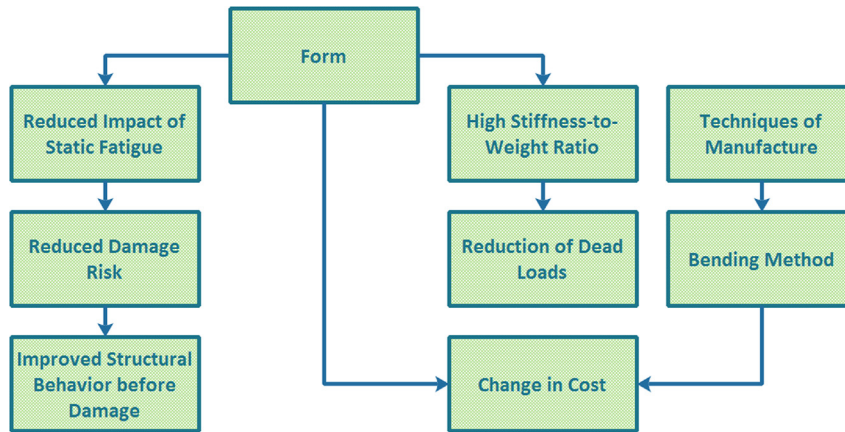 Form
Reduced Impact of
Static Fatigue
High Stiffness-to-
Weight Ratio
Techniques of
Manufacture
Reduced Damage
Risk
Reduction of Dead
Loads
Bending Method
Improved Structural
Behavior before
Damage
Change in Cost